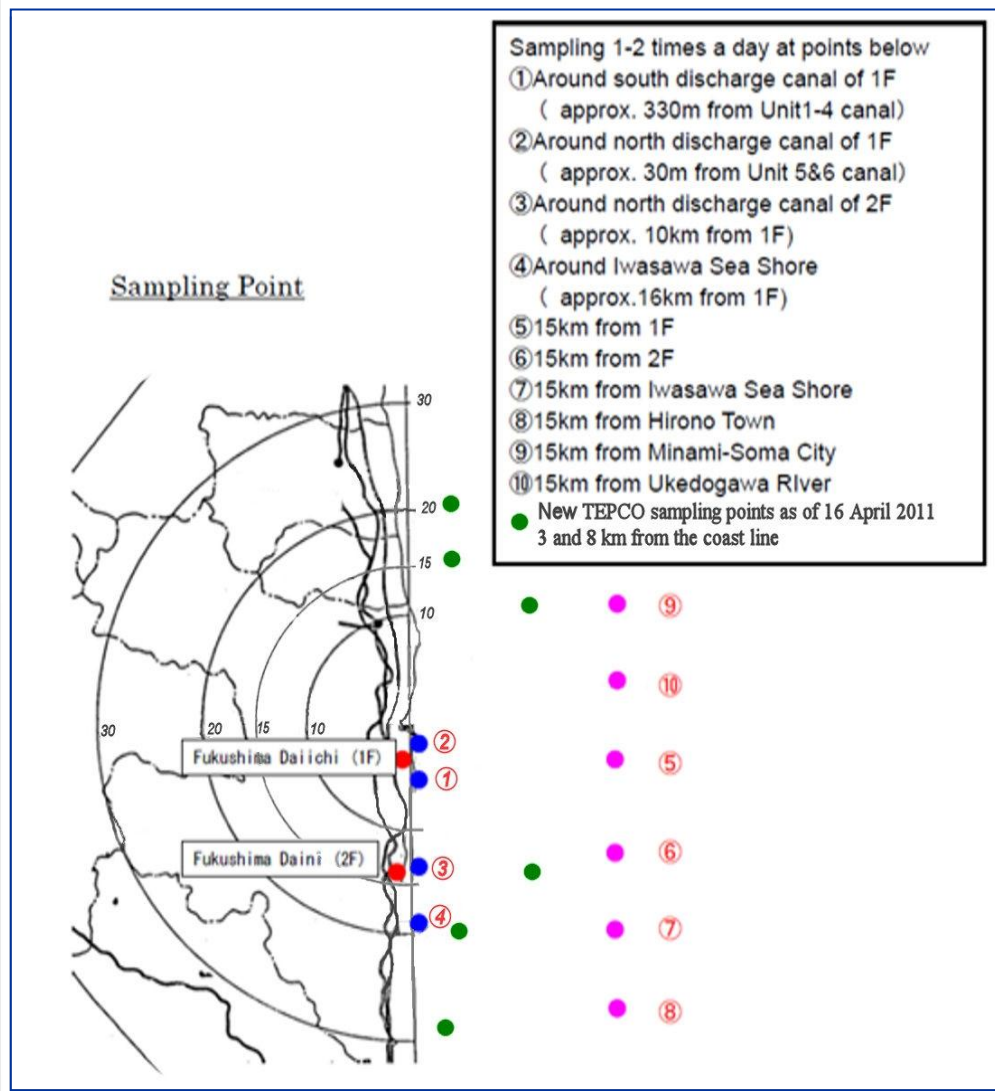 Sampling 1-2 times a day at points below
①Around south discharge canal of 1F
( approx. 330m from Unit1-4 canal)
②Around north discharge canal of 1F
( approx. 30m from Unit 5&6 canal)
③Around north discharge canal of 2F
( approx. 10km from 1F)
④Around Iwasawa Sea Shore
( approx.16km from 1F)
⑤15km from 1F
⑥15km from 2F
⑦15km from Iwasawa Sea Shore
⑧15km from Hirono Town
⑨15km from Minami-Soma City
⑩15km from Ukedogawa RIver
New TEPCO sampling points as of 16 April 2011
3 and 8 km from the coast line
Sampling Point
30
20
15
10
⑨
⑩
30
20
15
10
②
Fukushima Daiichi (1F)
⑤
①
Fukushima Daini (2F)
③
⑥
④
⑦
⑧